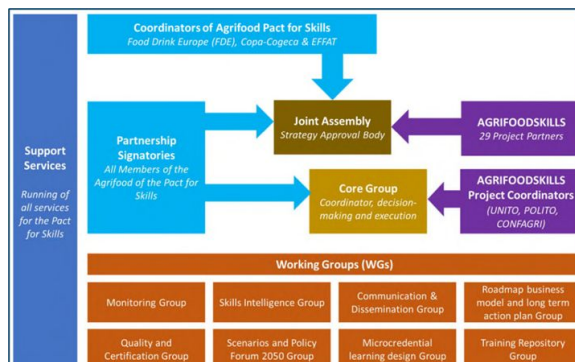 Coordinators of Agrifood Pact for Skills
Food Drink Europe (FDE), Copa-Cogeca & EFFAT
Support
Services
Running of
all services
for the Pact
for Skills
Partnership
Signatories
All Members of the
Agrifood of the Pact for
Skills
Joint Assembly
Strategy Approval Body
AGRIFOODSKILLS
29 Project Partners
Core Group
Coordinator, decision-
making and execution
AGRIFOODSKILLS
Project Coordinators
(UNITO, POLITO,
CONFAGRI)
Working Groups (WGs)
Monitoring Group
Skills Intelligence Group
Communication &
Dissemination Group
Roadmap business
model and long term
action plan Group
Quality and
Certification Group
Scenarios and Policy
Forum 2050 Group
Microcredential
learning design Group
Training Repository
Group